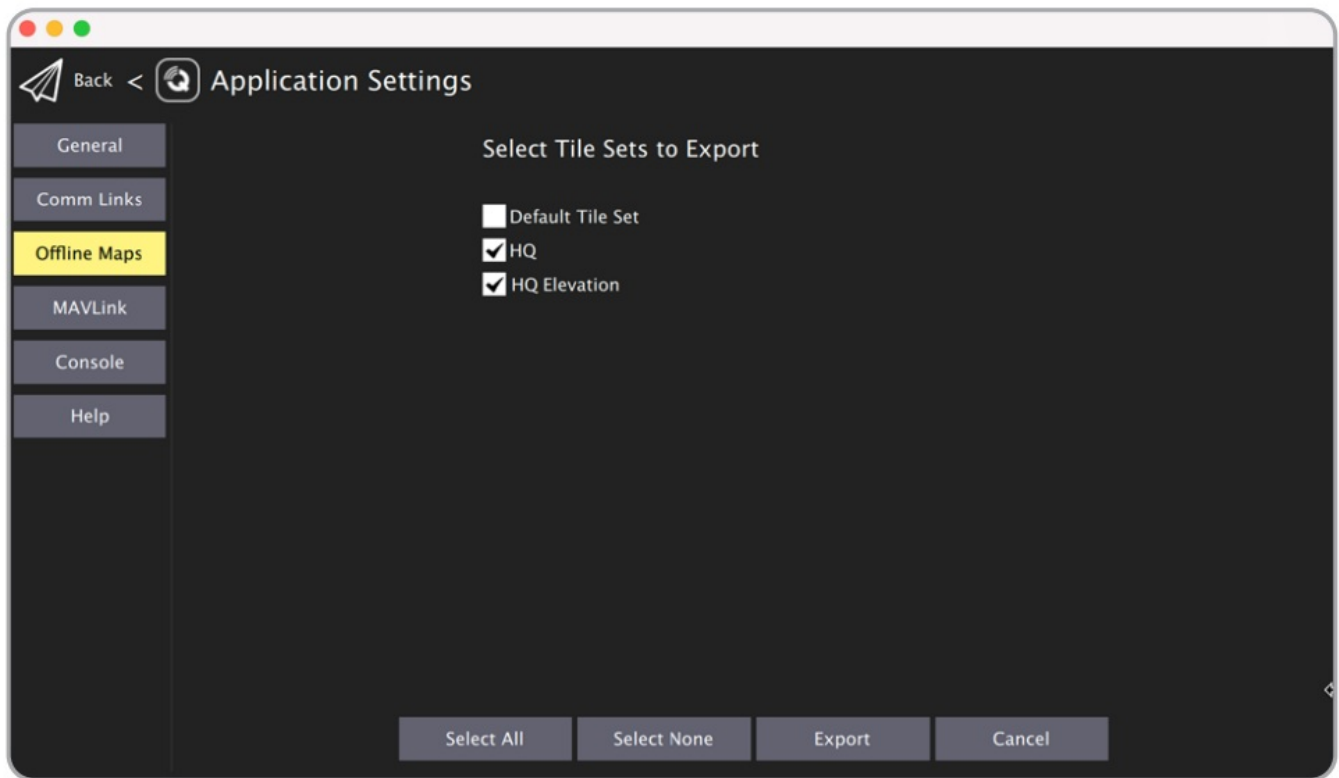 Back < Application Settings
General
Comm Links
Offline Maps
MAVLink
Console
Help
Select Tile Sets to Export
Default Tile Set
HQ
HQ Elevation
Select All
Select None
Export
Cancel